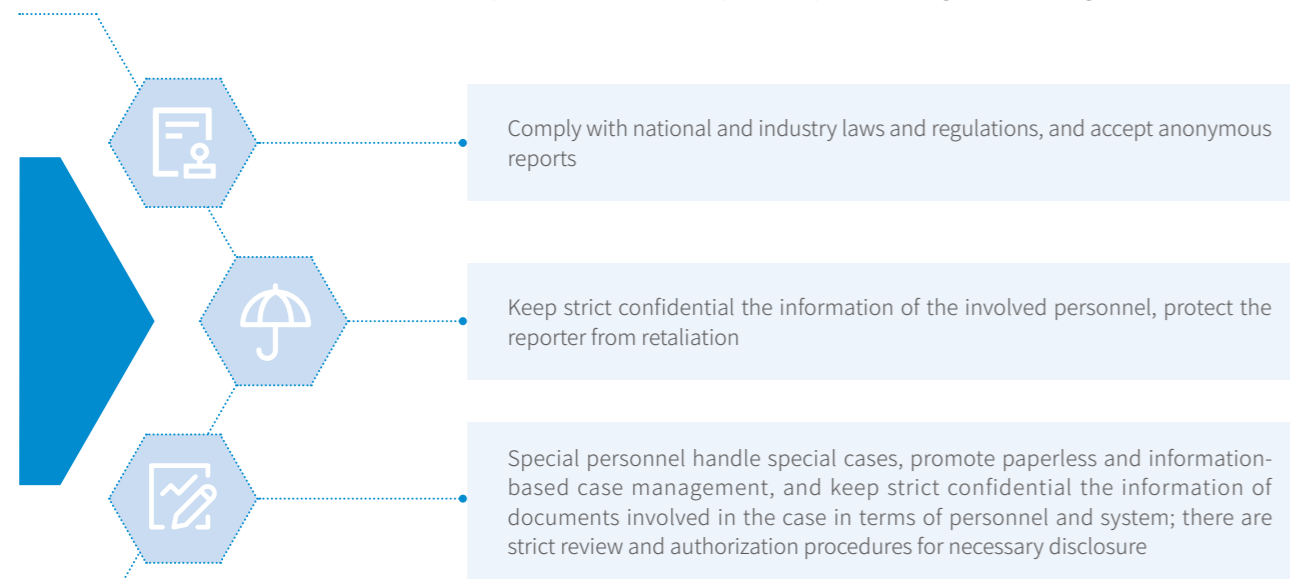 Comply with national and industry laws and regulations, and accept anonymous
reports
Keep strict confidential the information of the involved personnel, protect the
reporter from retaliation
Special personnel handle special cases, promote paperless and information-
based case management, and keep strict confidential the information of
documents involved in the case in terms of personnel and system; there are
strict review and authorization procedures for necessary disclosure